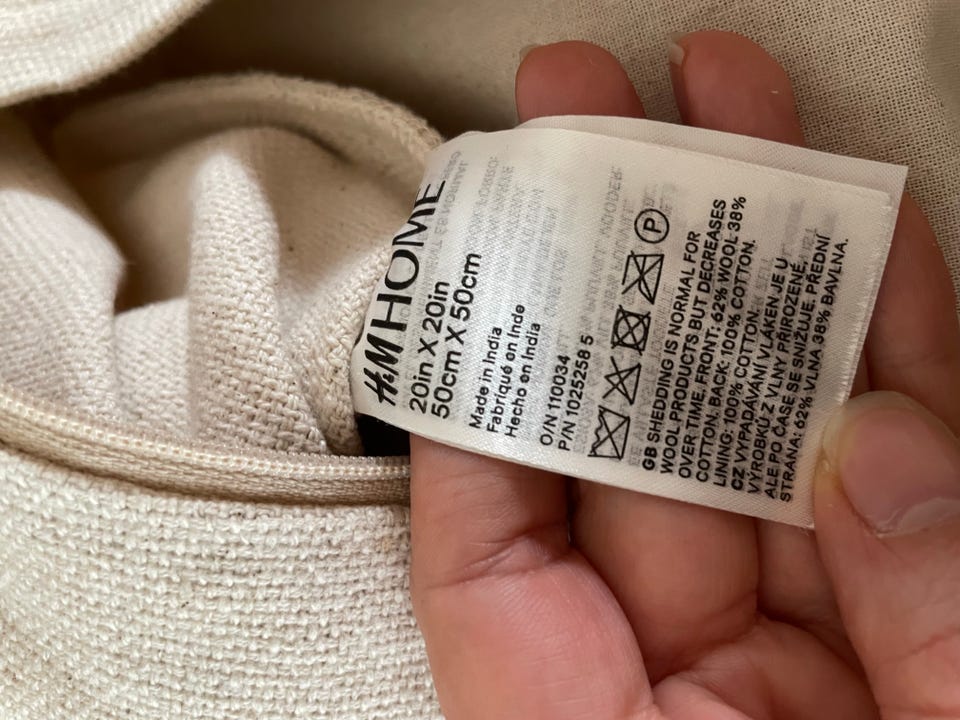 H&M HOME
20in X 20in
50cm X 50cm
Made in India
Fabriqué en Inde
Hecho en India
O/N 110034
P/N 1025258 5
P
GB SHEDDING IS NORMAL FOR
WOOL PRODUCTS BUT DECREASES
OVER TIME. FRONT: 62% WOOL 38%
COTTON. BACK: 100% COTTON.
LINING: 100% COTTON.
CZ VYPADÁVÁNÍ VLÁKEN JE U
VÝROBKŮ Z VLNY PŘIROZENÉ,
ALE PO ČASE SE SNIŽUJE. PŘEDNÍ
STRANA: 62% VLNA 38% BAVLNA.